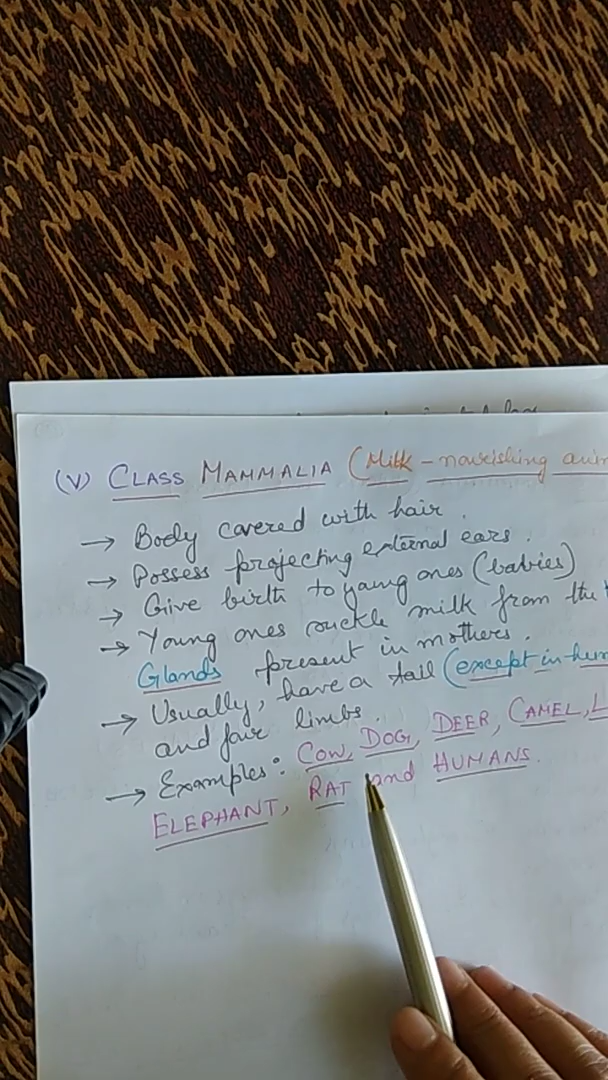 (V) CLASS MAMMALIA (Milk-nourishing
→ Body covered with hair.
→ Possess projecting external ears.
→ Give birth to young ones (babies)
→ Young ones suckle milk from the
Glands present in mothers.
→ Usually, have a tail (except in
and four limbs.
→ Examples: COW, DOG, DEER, CAMEL,
ELEPHANT, RAT and HUMANS.